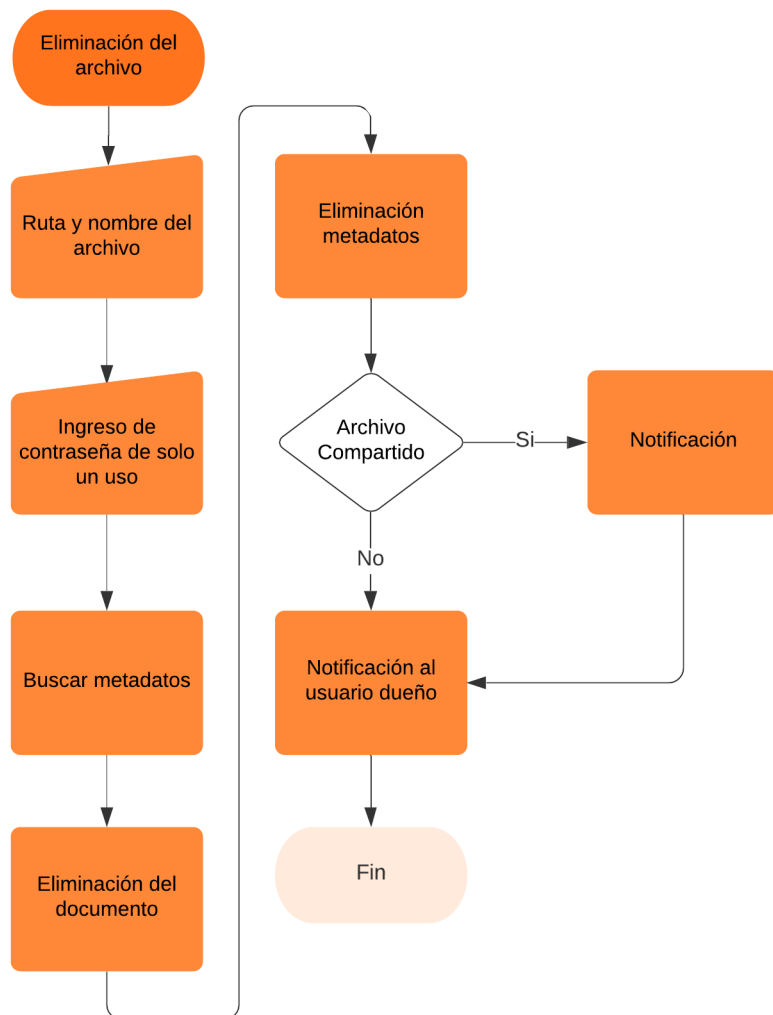 Eliminación del
archivo
Ruta y nombre del
archivo
Ingreso de
contraseña de solo
un uso
Buscar metadatos
Eliminación del
documento
Eliminación
metadatos
Archivo
Compartido
Si
Notificación
No
Notificación al
usuario dueño
Fin